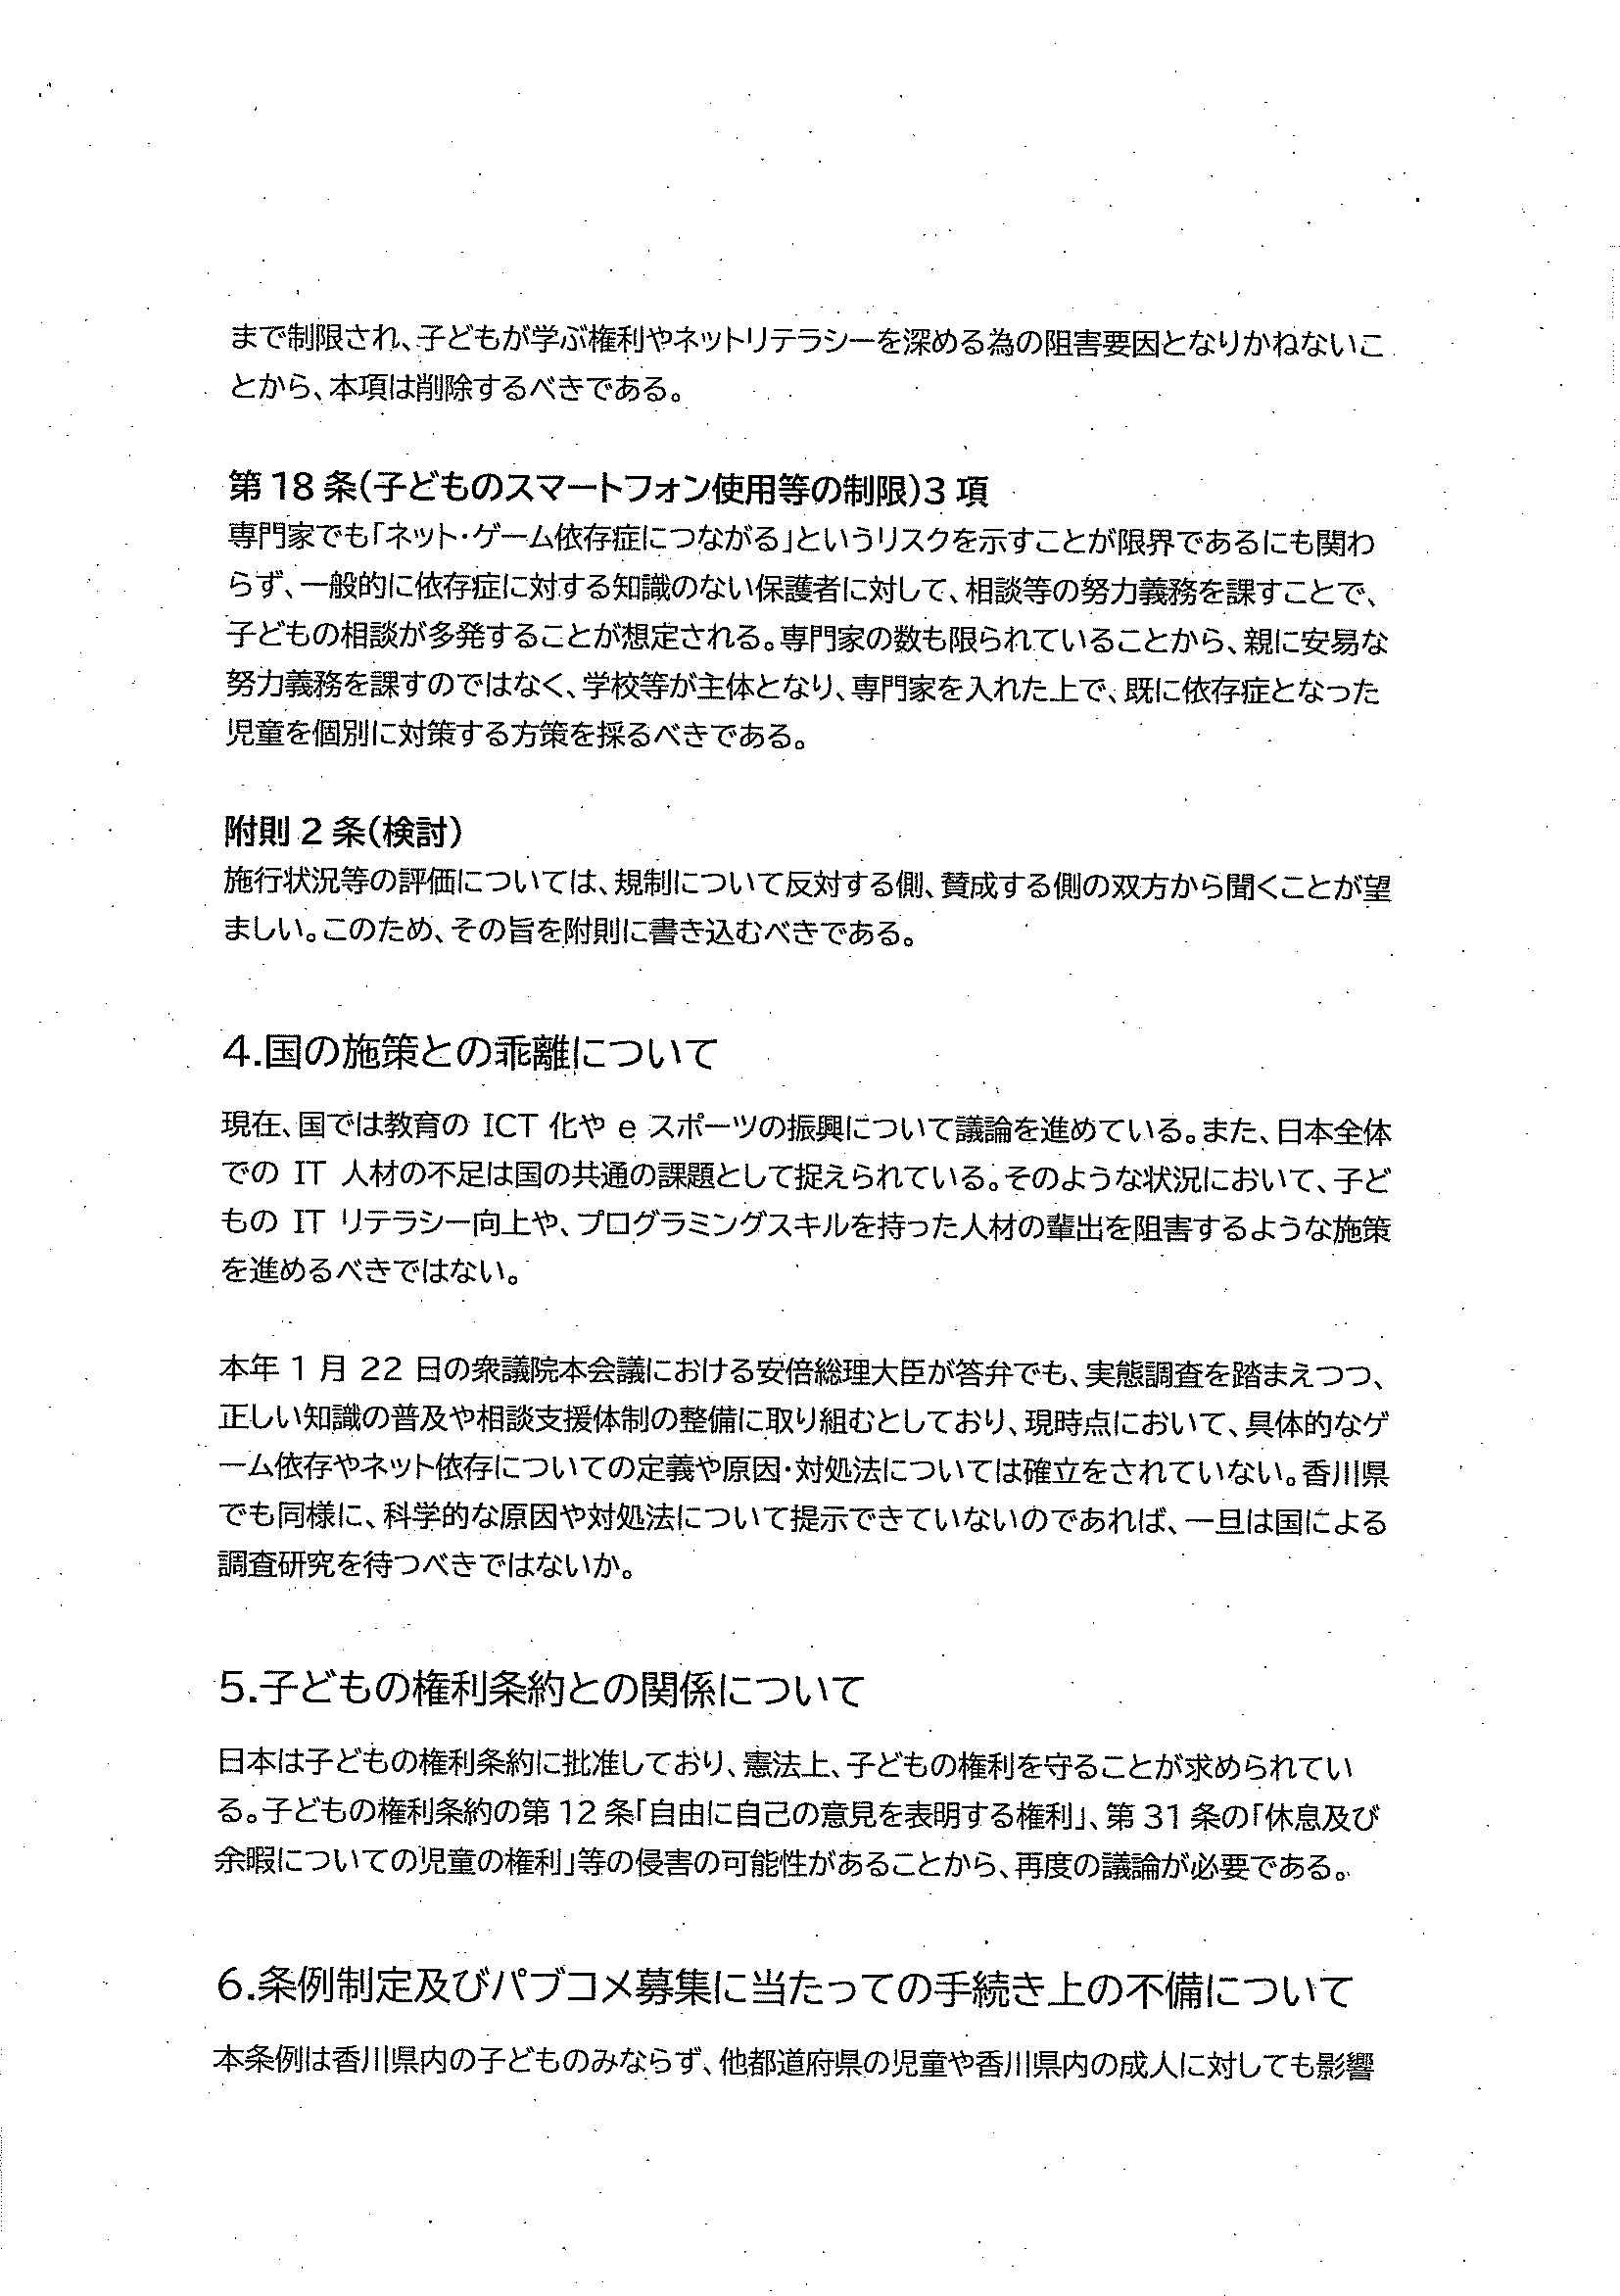 まで制限され、子どもが学ぶ権利やネットリテラシーを深める為の阻害要因となりかねないこ
とから、本項は削除するべきである。
第 18 条(子どものスマートフォン使用等の制限)3 項
専門家でも「ネット・ゲーム依存症につながる」というリスクを示すことが限界であるにも関わ
らず、一般的に依存症に対する知識のない保護者に対して、相談等の努力義務を課すことで、
子どもの相談が多発することが想定される。専門家の数も限られていることから、親に安易な
努力義務を課すのではなく、学校等が主体となり、専門家を入れた上で、既に依存症となった
児童を個別に対策する方策を採るべきである。
附則 2 条(検討)
施行状況等の評価については、規制について反対する側、賛成する側の双方から聞くことが望
ましい。このため、その旨を附則に書き込むべきである。
4.国の施策との乖離について
現在、国では教育の ICT 化や e スポーツの振興について議論を進めている。また、日本全体
での IT 人材の不足は国の共通の課題として捉えられている。そのような状況において、子ど
もの IT リテラシー向上や、プログラミングスキルを持った人材の輩出を阻害するような施策
を進めるべきではない。
本年 1 月 22 日の衆議院本会議における安倍総理大臣が答弁でも、実態調査を踏まえつつ、
正しい知識の普及や相談支援体制の整備に取り組むとしており、現時点において、具体的なゲ
ーム依存やネット依存についての定義や原因・対処法については確立をされていない。香川県
でも同様に、科学的な原因や対処法について提示できていないのであれば、一旦は国による
調査研究を待つべきではないか。
5.子どもの権利条約との関係について
日本は子どもの権利条約に批准しており、憲法上、子どもの権利を守ることが求められてい
る。子どもの権利条約の第 12 条「自由に自己の意見を表明する権利」、第 31 条の「休息及び
余暇についての児童の権利」等の侵害の可能性があることから、再度の議論が必要である。
6.条例制定及びパブコメ募集に当たっての手続き上の不備について
本条例は香川県内の子どものみならず、他都道府県の児童や香川県内の成人に対しても影響